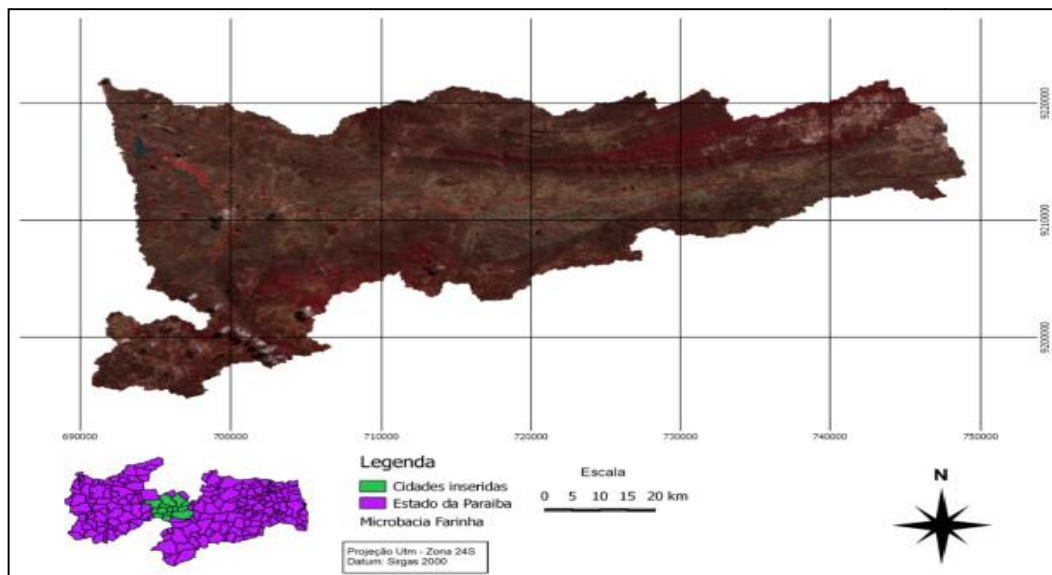 9220000
9210000
9200000
690000 700000 710000 720000 730000 740000 750000
Legenda
Cidades inseridas
Estado da Paraiba
Microbacia Farinha
Escala
0 5 10 15 20 km
N
Projeção Utm - Zona 24S
Datum: Sirgas 2000